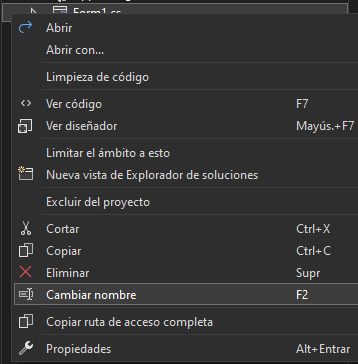 Form1.cs
Abrir
Abrir con...
Limpieza de código
Ver código F7
Ver diseñador Mayús.+F7
Limitar el ámbito a esto
Nueva vista de Explorador de soluciones
Excluir del proyecto
Cortar Ctrl+X
Copiar Ctrl+C
Eliminar Supr
Cambiar nombre F2
Copiar ruta de acceso completa
Propiedades Alt+Entrar